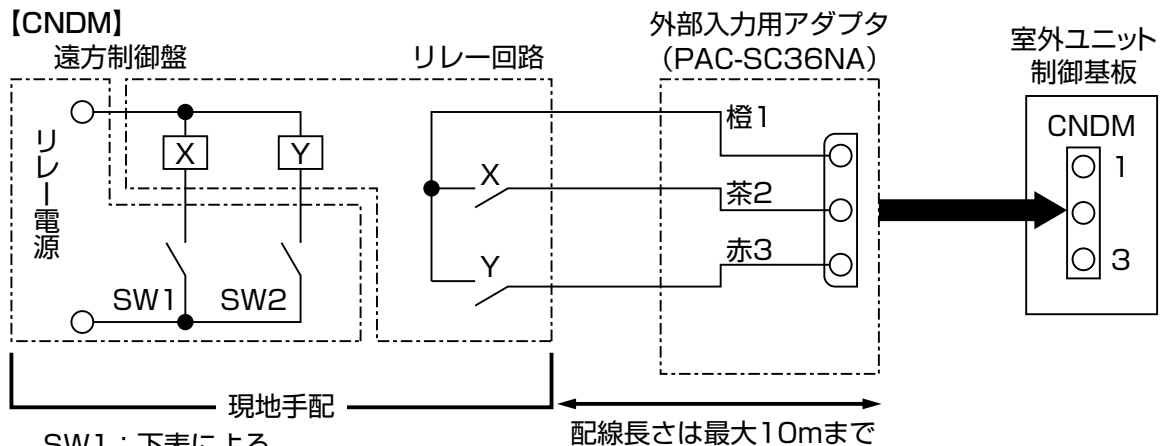 【CNDM】
遠方制御盤
リレー回路
外部入力用アダプタ
（PAC-SC36NA）
室外ユニット
制御基板
リレー電源
X
Y
SW1
SW2
X
Y
橙1
茶2
赤3
CNDM
1
3
現地手配
配線長さは最大10mまで
SW1：下表による